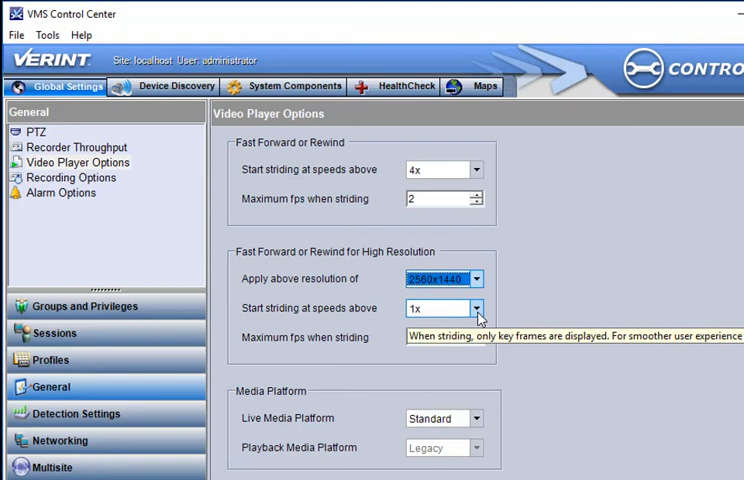 VMS Control Center
File Tools Help
VERINT. Site: localhost User: administrator
CONTRO
Global Settings Device Discovery System Components HealthCheck Maps
General
PTZ
Recorder Throughput
Video Player Options
Recording Options
Alarm Options
Groups and Privileges
Sessions
Profiles
General
Detection Settings
Networking
Multisite
Video Player Options
Fast Forward or Rewind
Start striding at speeds above 4x
Maximum fps when striding 2
Fast Forward or Rewind for High Resolution
Apply above resolution of 2560x1440
Start striding at speeds above 1x
Maximum fps when striding
When striding, only key frames are displayed. For smoother user experience
Media Platform
Live Media Platform Standard
Playback Media Platform Legacy